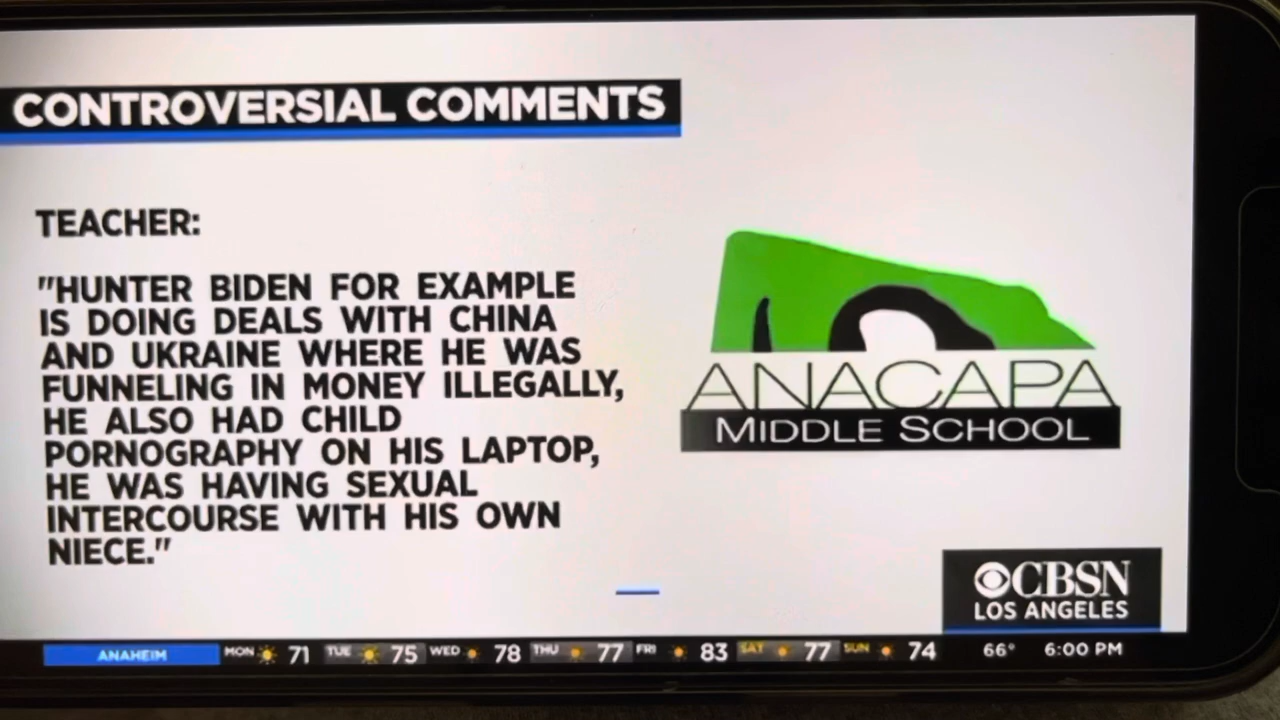 CONTROVERSIAL COMMENTS
TEACHER:
"HUNTER BIDEN FOR EXAMPLE
IS DOING DEALS WITH CHINA
AND UKRAINE WHERE HE WAS
FUNNELING IN MONEY ILLEGALLY,
HE ALSO HAD CHILD
PORNOGRAPHY ON HIS LAPTOP,
HE WAS HAVING SEXUAL
INTERCOURSE WITH HIS OWN
NIECE."
ANACAPA
MIDDLE SCHOOL
CBSN
LOS ANGELES
ANAHEIM MON 71 TUE 75 WED 78 THU 77 FRI 83 SAT 77 SUN 74 66° 6:00 PM